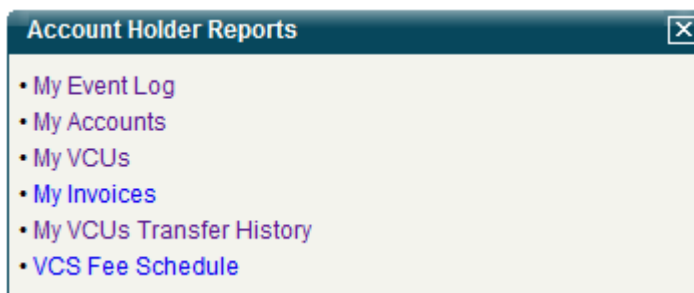 Account Holder Reports
• My Event Log
• My Accounts
• My VCUs
• My Invoices
• My VCUs Transfer History
• VCS Fee Schedule